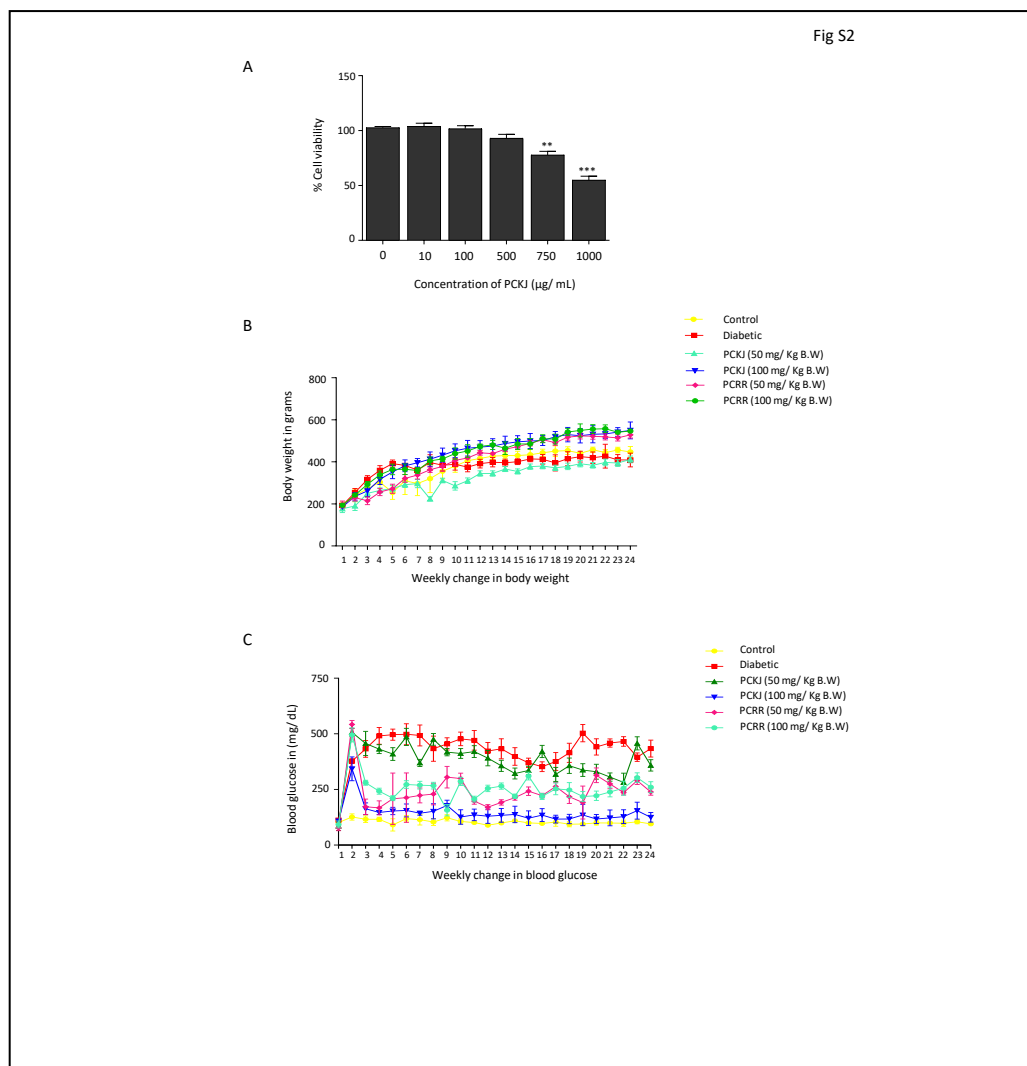 Fig S2
A
150
100
50
0
% Cell viability
**
***
0 10 100 500 750 1000
Concentration of PCKJ (µg/ mL)
B
Control
Diabetic
PCKJ (50 mg/ Kg B.W)
PCKJ (100 mg/ Kg B.W)
PCRR (50 mg/ Kg B.W)
PCRR (100 mg/ Kg B.W)
800
600
400
200
0
Body weight in grams
1 2 3 4 5 6 7 8 9 10 11 12 13 14 15 16 17 18 19 20 21 22 23 24
Weekly change in body weight
C
Control
Diabetic
PCKJ (50 mg/ Kg B.W)
PCKJ (100 mg/ Kg B.W)
PCRR (50 mg/ Kg B.W)
PCRR (100 mg/ Kg B.W)
750
500
250
0
Blood glucose in (mg/ dL)
1 2 3 4 5 6 7 8 9 10 11 12 13 14 15 16 17 18 19 20 21 22 23 24
Weekly change in blood glucose